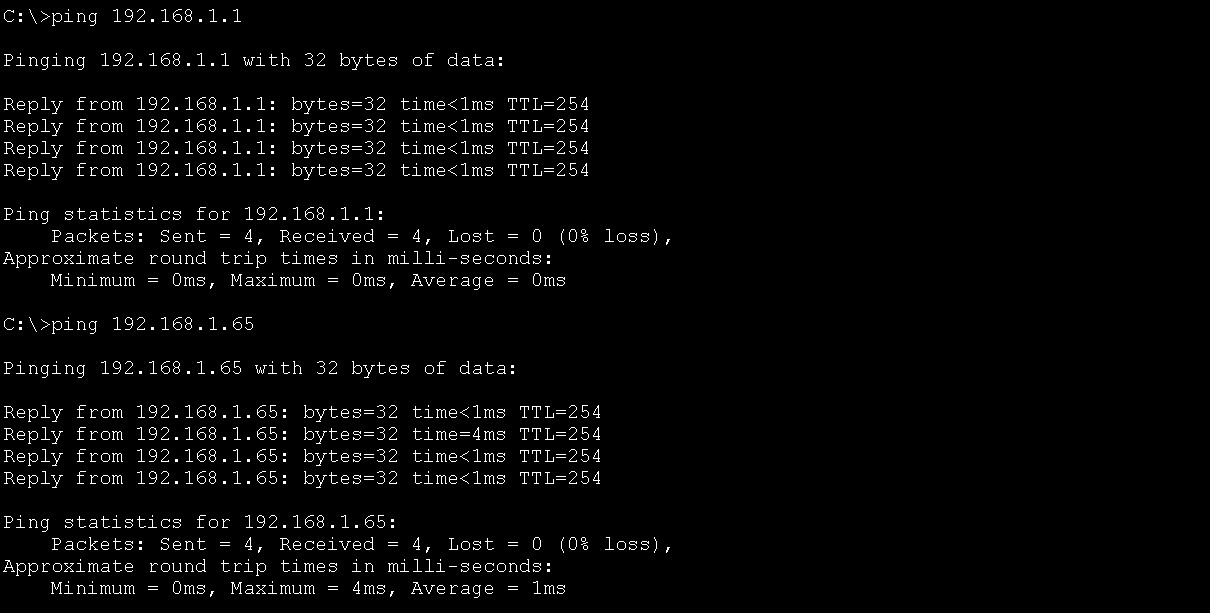 C:\>ping 192.168.1.1
Pinging 192.168.1.1 with 32 bytes of data:
Reply from 192.168.1.1: bytes=32 time<1ms TTL=254
Reply from 192.168.1.1: bytes=32 time<1ms TTL=254
Reply from 192.168.1.1: bytes=32 time<1ms TTL=254
Reply from 192.168.1.1: bytes=32 time<1ms TTL=254
Ping statistics for 192.168.1.1:
    Packets: Sent = 4, Received = 4, Lost = 0 (0% loss),
Approximate round trip times in milli-seconds:
    Minimum = 0ms, Maximum = 0ms, Average = 0ms
C:\>ping 192.168.1.65
Pinging 192.168.1.65 with 32 bytes of data:
Reply from 192.168.1.65: bytes=32 time<1ms TTL=254
Reply from 192.168.1.65: bytes=32 time=4ms TTL=254
Reply from 192.168.1.65: bytes=32 time<1ms TTL=254
Reply from 192.168.1.65: bytes=32 time<1ms TTL=254
Ping statistics for 192.168.1.65:
    Packets: Sent = 4, Received = 4, Lost = 0 (0% loss),
Approximate round trip times in milli-seconds:
    Minimum = 0ms, Maximum = 4ms, Average = 1ms